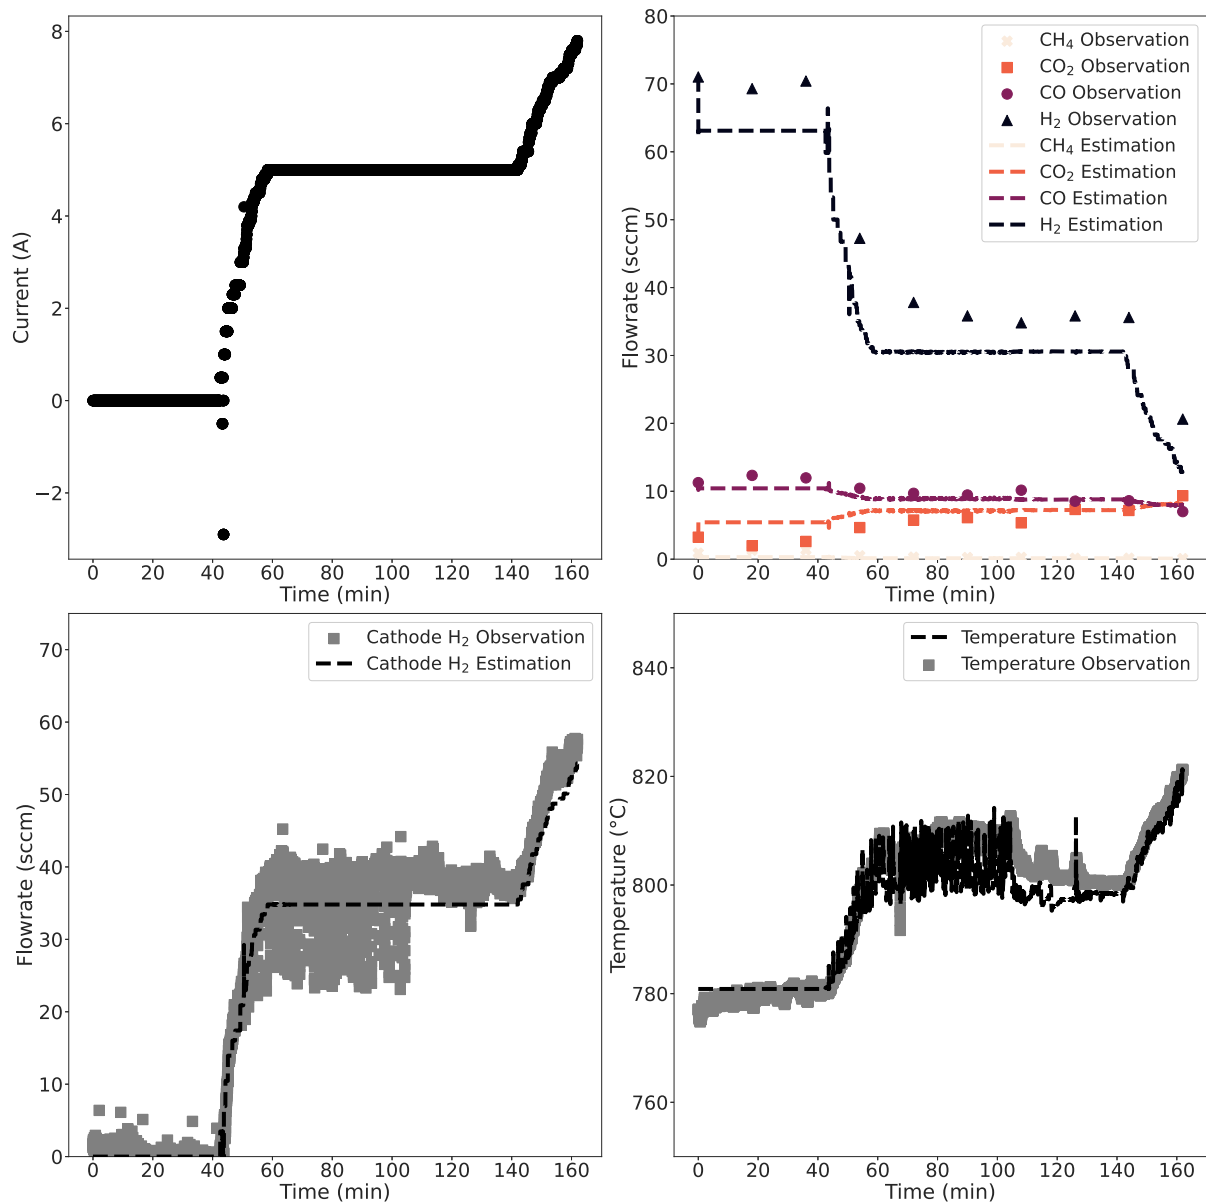 8
6
4
2
0
−2
Current (A)
0 20 40 60 80 100 120 140 160
Time (min)
80
70
60
50
40
30
20
10
0
Flowrate (sccm)
CH₄ Observation
CO₂ Observation
CO Observation
H₂ Observation
CH₄ Estimation
CO₂ Estimation
CO Estimation
H₂ Estimation
0 20 40 60 80 100 120 140 160
Time (min)
70
60
50
40
30
20
10
0
Flowrate (sccm)
Cathode H₂ Observation
Cathode H₂ Estimation
0 20 40 60 80 100 120 140 160
Time (min)
840
820
800
780
760
Temperature (°C)
Temperature Estimation
Temperature Observation
0 20 40 60 80 100 120 140 160
Time (min)